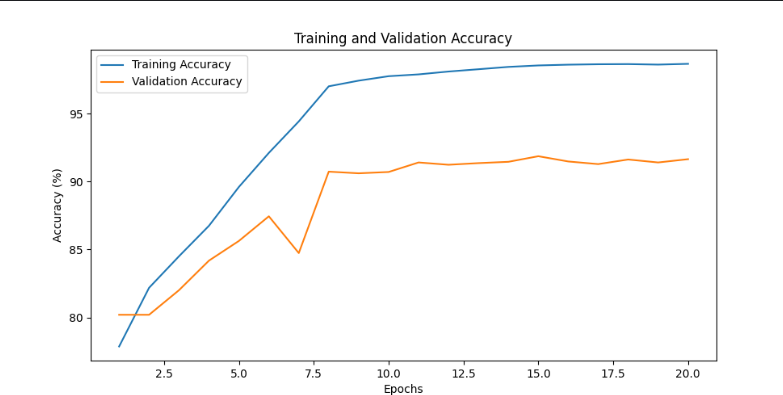 Training and Validation Accuracy
Training Accuracy
Validation Accuracy
95
90
85
80
Accuracy (%)
2.5 5.0 7.5 10.0 12.5 15.0 17.5 20.0
Epochs